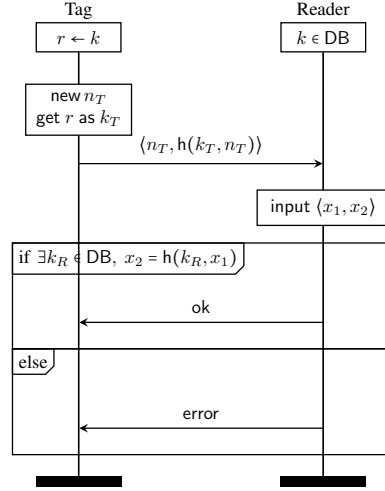 Tag Reader
r ← k k ∈ DB
new n_T
get r as k_T
⟨n_T, h(k_T, n_T)⟩
input ⟨x_1, x_2⟩
if ∃k_R ∈ DB, x_2 = h(k_R, x_1)
ok
else
error